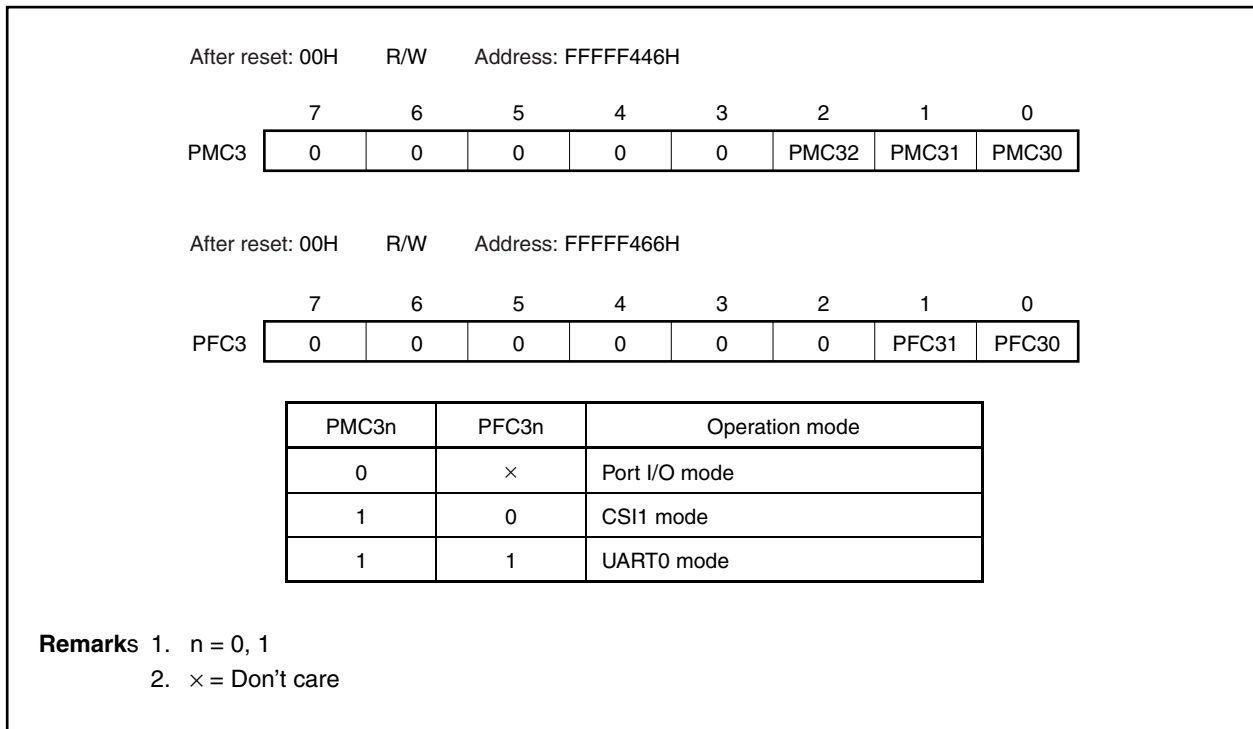 After reset: 00H R/W Address: FFFFF446H
7 6 5 4 3 2 1 0
PMC3 0 0 0 0 0 PMC32 PMC31 PMC30
After reset: 00H R/W Address: FFFFF466H
7 6 5 4 3 2 1 0
PFC3 0 0 0 0 0 0 PFC31 PFC30
PMC3n PFC3n Operation mode
0 × Port I/O mode
1 0 CSI1 mode
1 1 UART0 mode
Remarks 1. n = 0, 1
2. × = Don't care